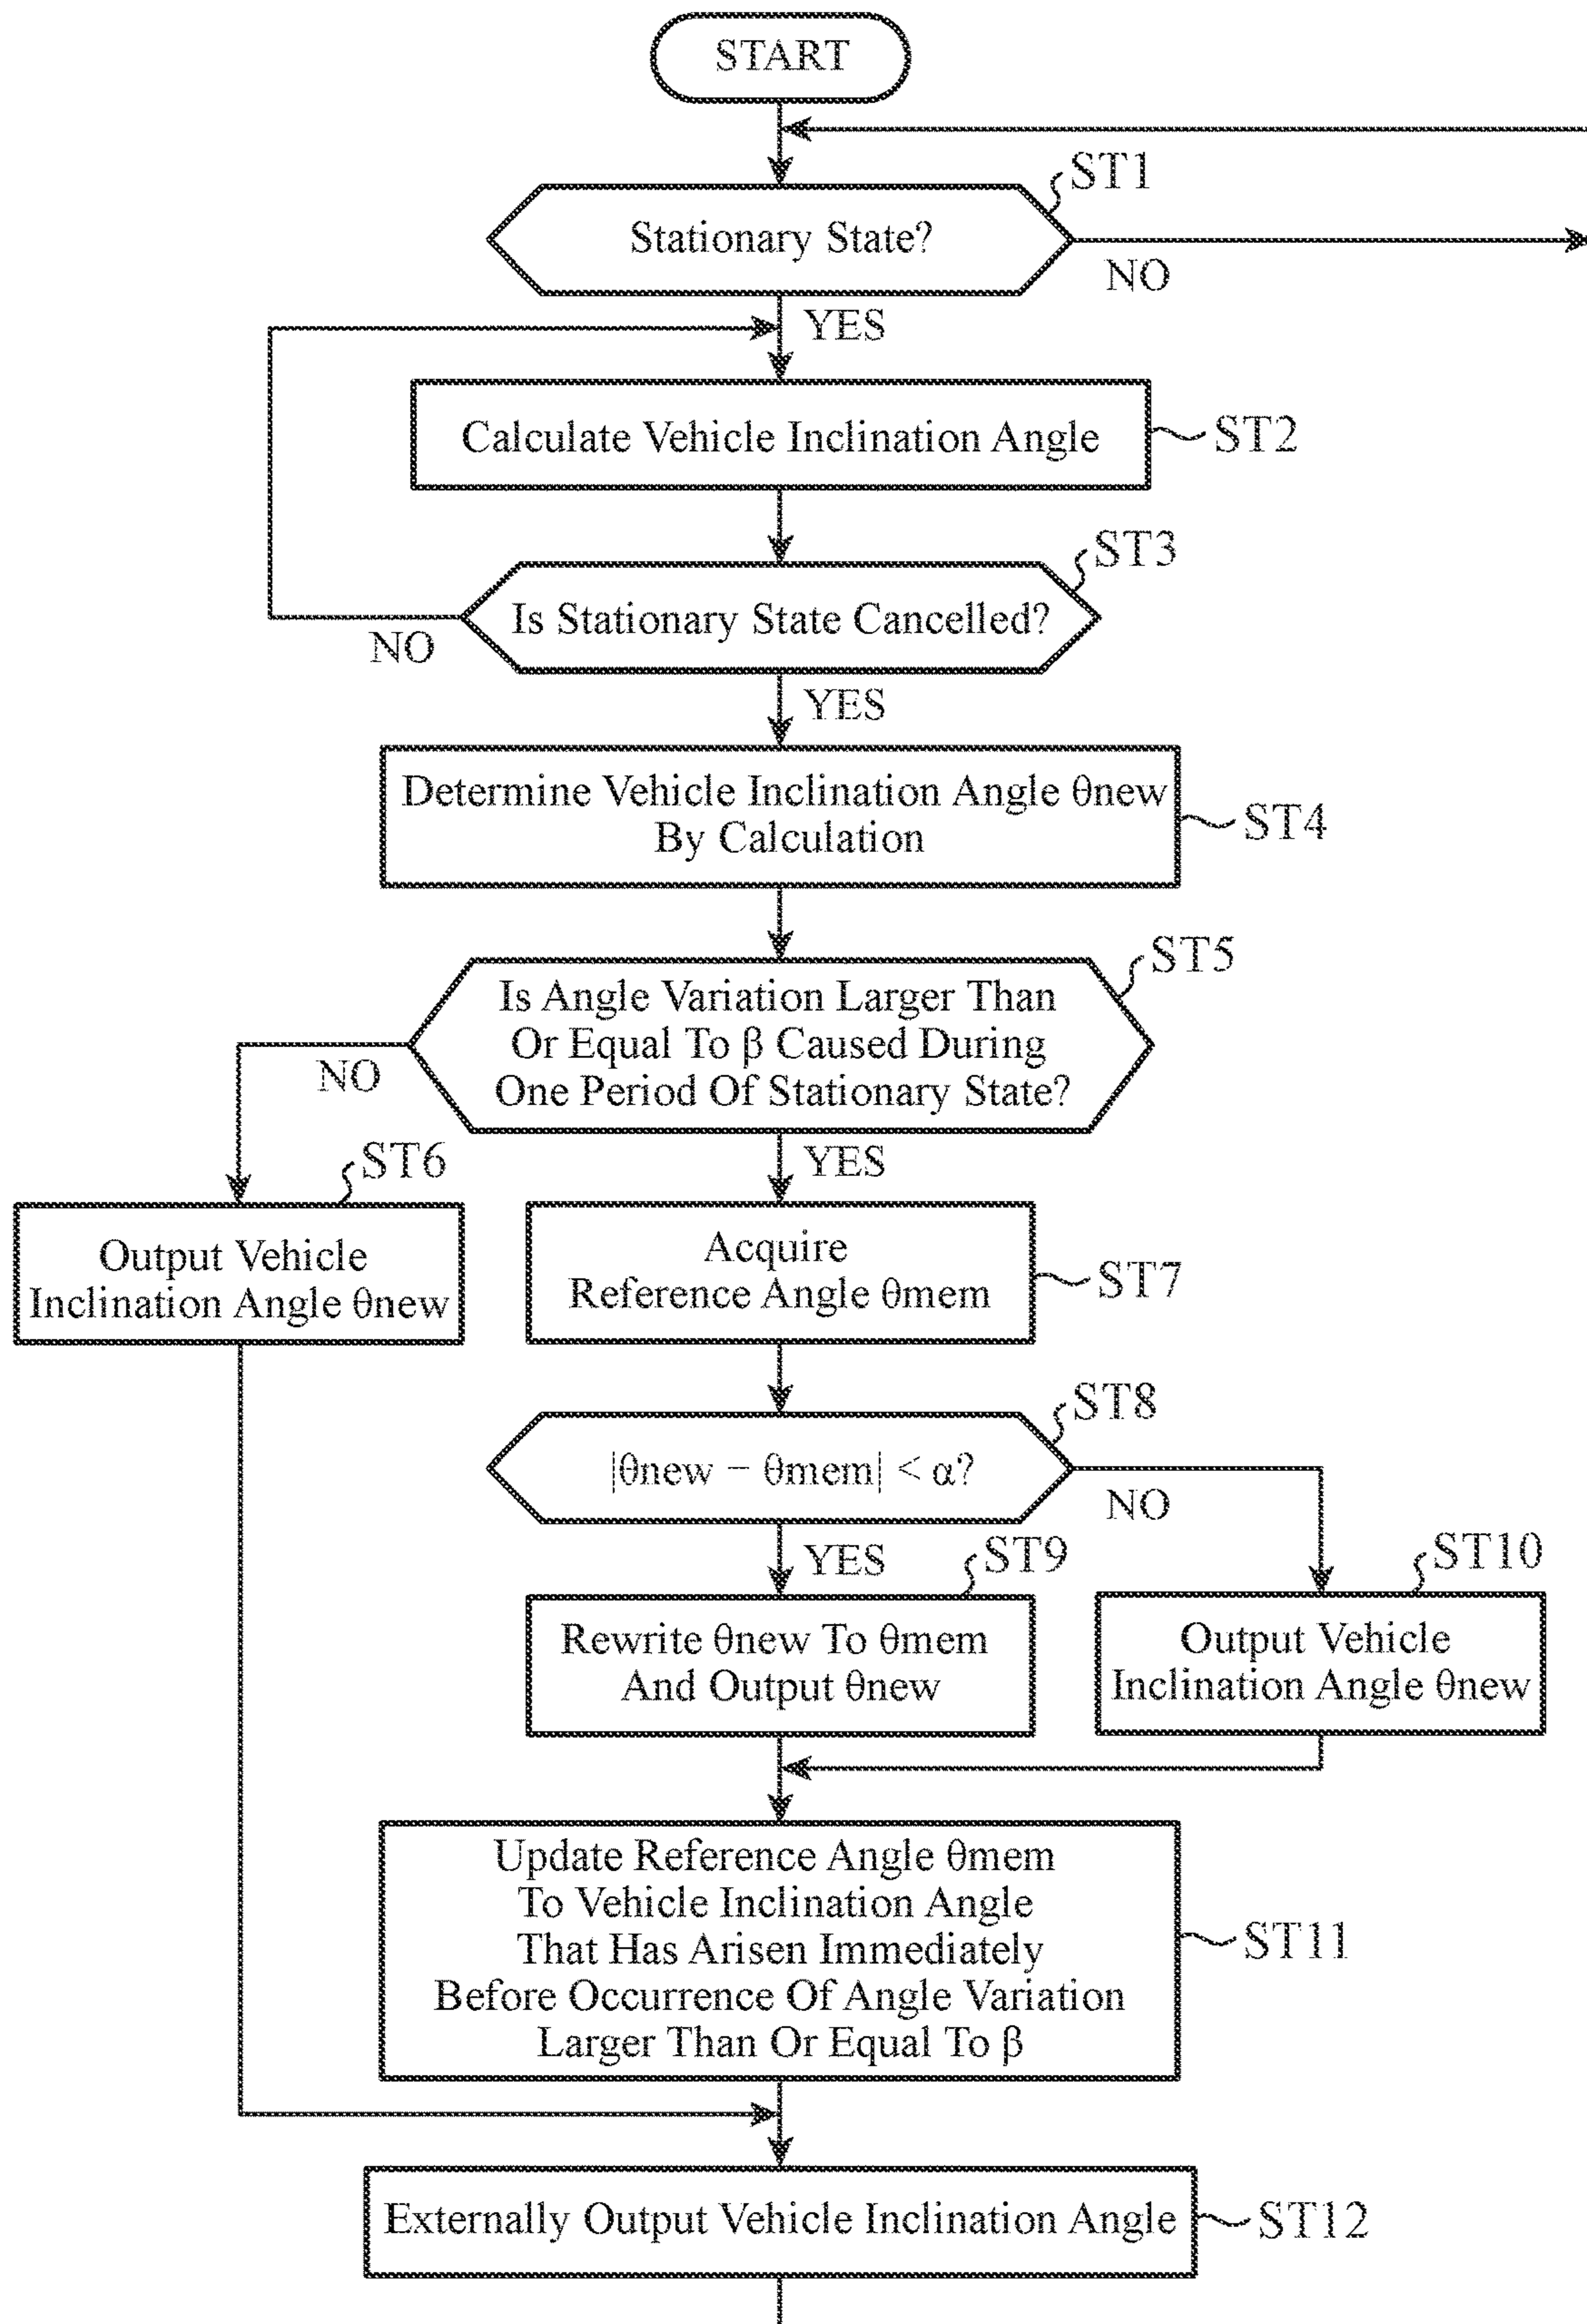 START
ST1
Stationary State?
NO
YES
Calculate Vehicle Inclination Angle
ST2
ST3
Is Stationary State Cancelled?
NO
YES
Determine Vehicle Inclination Angle θnew
By Calculation
ST4
ST5
Is Angle Variation Larger Than
Or Equal To β Caused During
One Period Of Stationary State?
NO
YES
ST6
Output Vehicle
Inclination Angle θnew
Acquire
Reference Angle θmem
ST7
ST8
|θnew − θmem| < α?
NO
YES
ST9
ST10
Rewrite θnew To θmem
And Output θnew
Output Vehicle
Inclination Angle θnew
Update Reference Angle θmem
To Vehicle Inclination Angle
That Has Arisen Immediately
Before Occurrence Of Angle Variation
Larger Than Or Equal To β
ST11
Externally Output Vehicle Inclination Angle
ST12